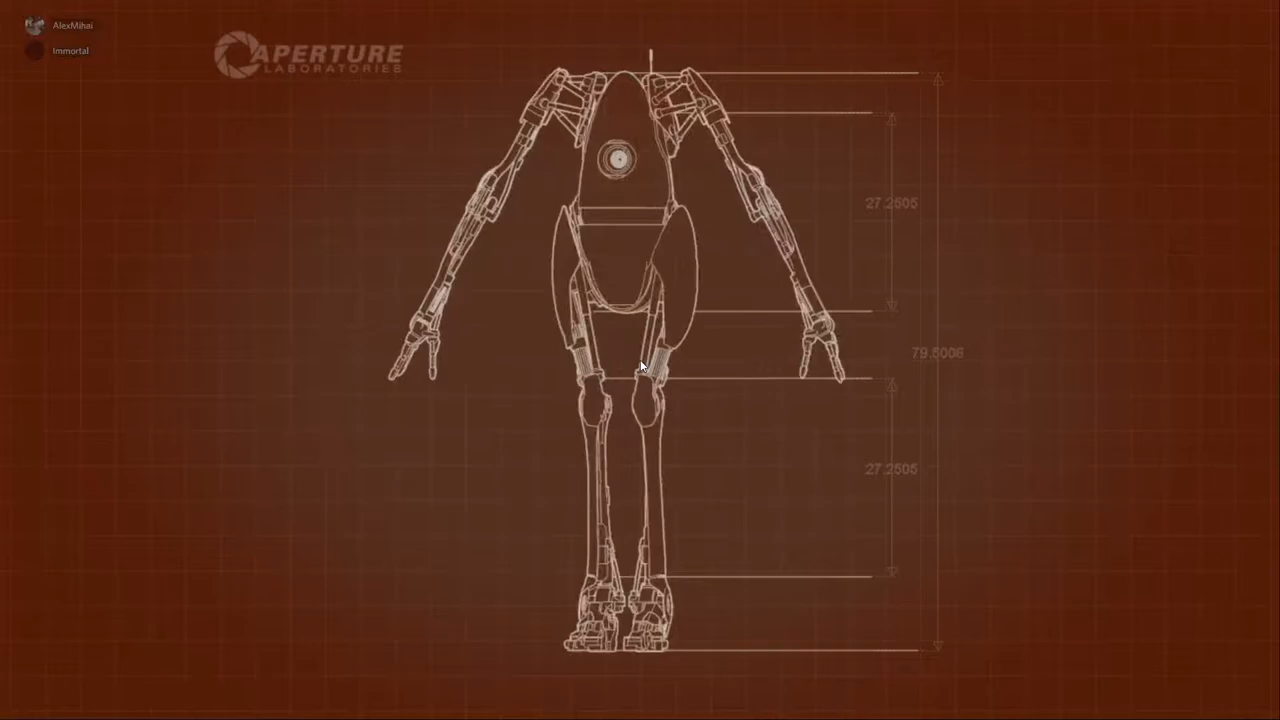 AlexMihai
Immortal
APERTURE
LABORATORIES
27.2505
79.5006
27.2505